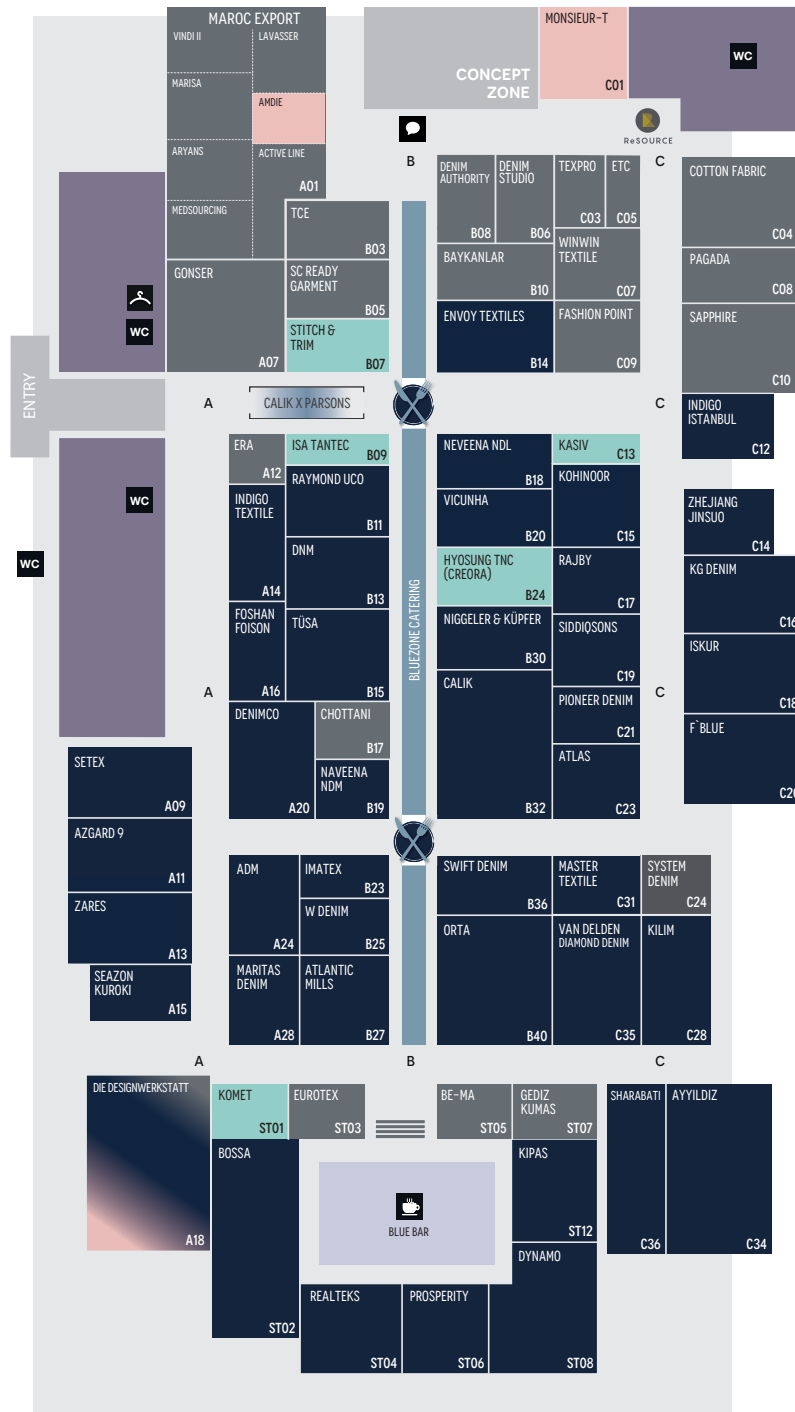 MAROC EXPORT
VINDI II
LAVASSER
MARISA
AMDIE
ARYANS
ACTIVE LINE
A01
MEDSOURCING
TCE
B03
GONSER
A07
SC READY
GARMENT
B05
STITCH &
TRIM
B07
CONCEPT
ZONE
MONSIEUR-T
C01
WC
ReSOURCE
B
C
DENIM
AUTHORITY
B08
DENIM
STUDIO
B06
TEXPRO
C03
ETC
C05
COTTON FABRIC
C04
BAYKANLAR
B10
WINWIN
TEXTILE
C07
PAGADA
C08
ENVOY TEXTILES
B14
FASHION POINT
C09
SAPPHIRE
C10
WC
ENTRY
A
CALIK X PARSONS
C
INDIGO
ISTANBUL
C12
ERA
A12
ISA TANTEC
B09
RAYMOND UCO
B11
INDIGO
TEXTILE
A14
DNM
B13
FOSHAN
FOISON
A16
TÜSA
B15
WC
WC
BLUEZONE CATERING
NEVEENA NDL
B18
KASIV
C13
KOHINOOR
C15
VICUNHA
B20
HYOSUNG TNC
(CREORA)
B24
RAJBY
C17
NIGGELER & KÜPFER
B30
SIDDIQSONS
C19
CALIK
B32
PIONEER DENIM
C21
ATLAS
C23
ZHEJIANG
JINSUO
C14
KG DENIM
C16
ISKUR
C18
F`BLUE
C20
A
C
DENIMCO
A20
CHOTTANI
B17
NAVEENA
NDM
B19
SETEX
A09
AZGARD 9
A11
ZARES
A13
SEAZON
KUROKI
A15
ADM
A24
IMATEX
B23
W DENIM
B25
MARITAS
DENIM
A28
ATLANTIC
MILLS
B27
SWIFT DENIM
B36
MASTER
TEXTILE
C31
SYSTEM
DENIM
C24
ORTA
B40
VAN DELDEN
DIAMOND DENIM
C35
KILIM
C28
A
B
C
DIE DESIGNWERKSTATT
A18
KOMET
ST01
EUROTEX
ST03
BE-MA
ST05
GEDIZ
KUMAS
ST07
SHARABATI
C36
AYYILDIZ
C34
BOSSA
ST02
BLUE BAR
KIPAS
ST12
DYNAMO
ST08
REALTEKS
ST04
PROSPERITY
ST06